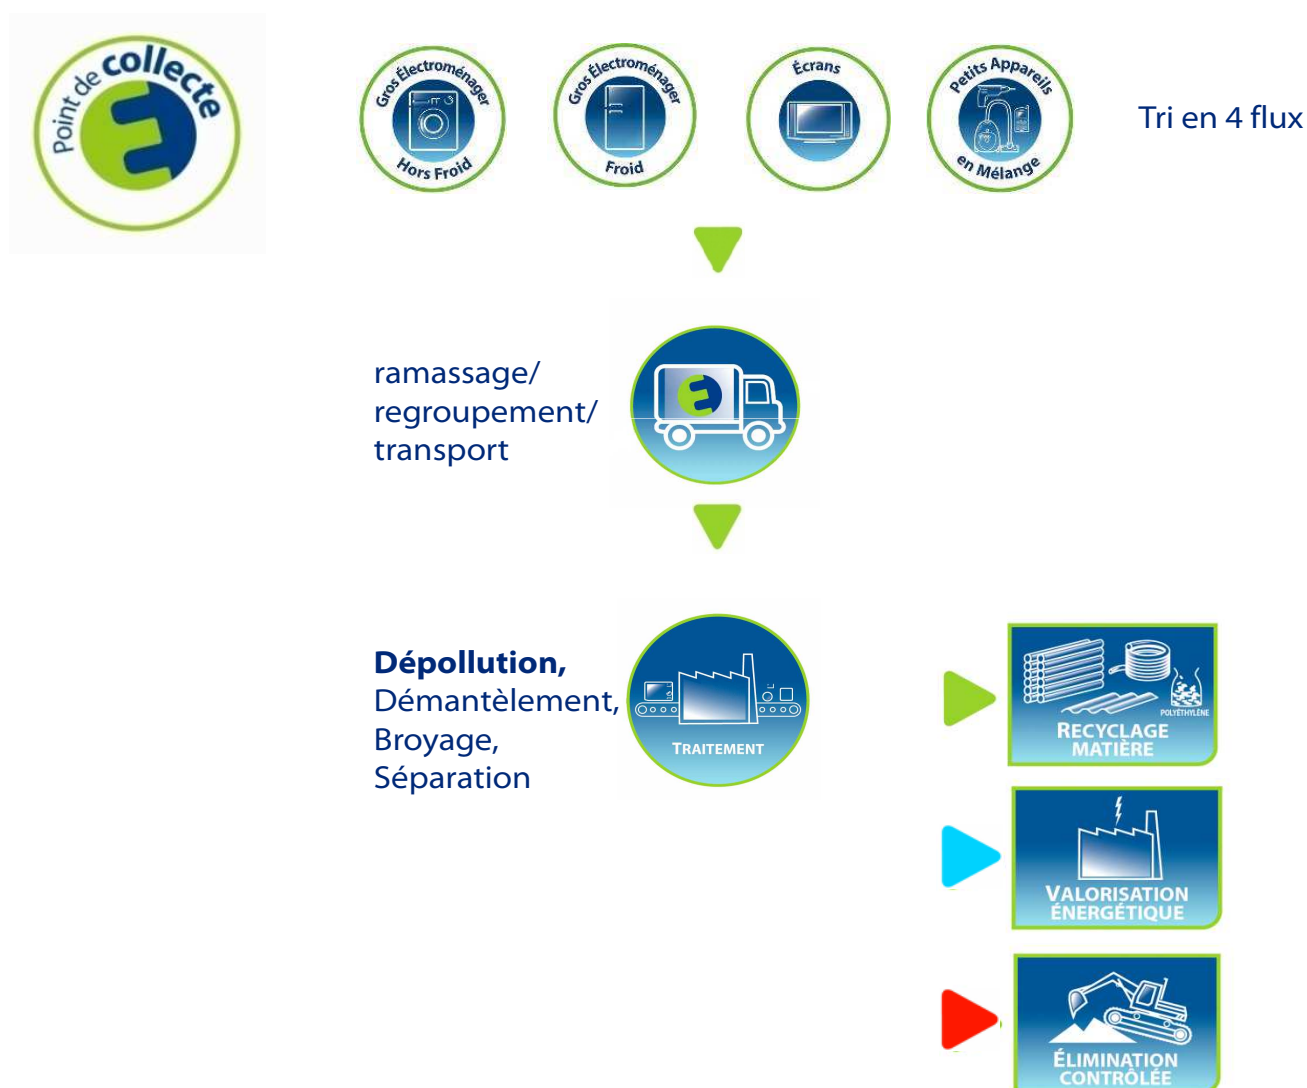 Point de collecte
Gros Électroménager
Hors Froid
Gros Électroménager
Froid
Écrans
Petits Appareils
en Mélange
Tri en 4 flux
ramassage/
regroupement/
transport
Dépollution,
Démantèlement,
Broyage,
Séparation
TRAITEMENT
POLYÉTHYLÈNE
RECYCLAGE
MATIÈRE
VALORISATION
ÉNERGÉTIQUE
ÉLIMINATION
CONTRÔLÉE